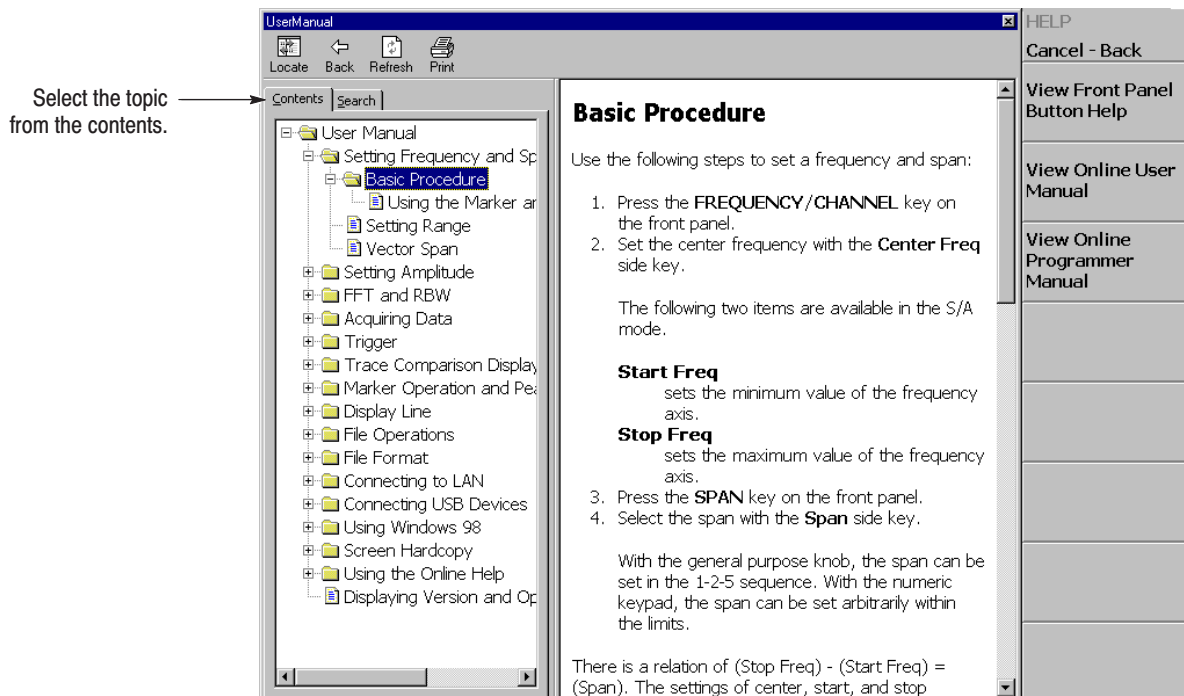 Select the topic
from the contents.
UserManual
Locate Back Refresh Print
Contents Search
User Manual
Setting Frequency and Sp
Basic Procedure
Using the Marker ar
Setting Range
Vector Span
Setting Amplitude
FFT and RBW
Acquiring Data
Trigger
Trace Comparison Display
Marker Operation and Pea
Display Line
File Operations
File Format
Connecting to LAN
Connecting USB Devices
Using Windows 98
Screen Hardcopy
Using the Online Help
Displaying Version and Op
Basic Procedure
Use the following steps to set a frequency and span:
1. Press the FREQUENCY/CHANNEL key on
the front panel.
2. Set the center frequency with the Center Freq
side key.
The following two items are available in the S/A
mode.
Start Freq
sets the minimum value of the frequency
axis.
Stop Freq
sets the maximum value of the frequency
axis.
3. Press the SPAN key on the front panel.
4. Select the span with the Span side key.
With the general purpose knob, the span can be
set in the 1-2-5 sequence. With the numeric
keypad, the span can be set arbitrarily within
the limits.
There is a relation of (Stop Freq) - (Start Freq) =
(Span). The settings of center, start, and stop
HELP
Cancel - Back
View Front Panel
Button Help
View Online User
Manual
View Online
Programmer
Manual